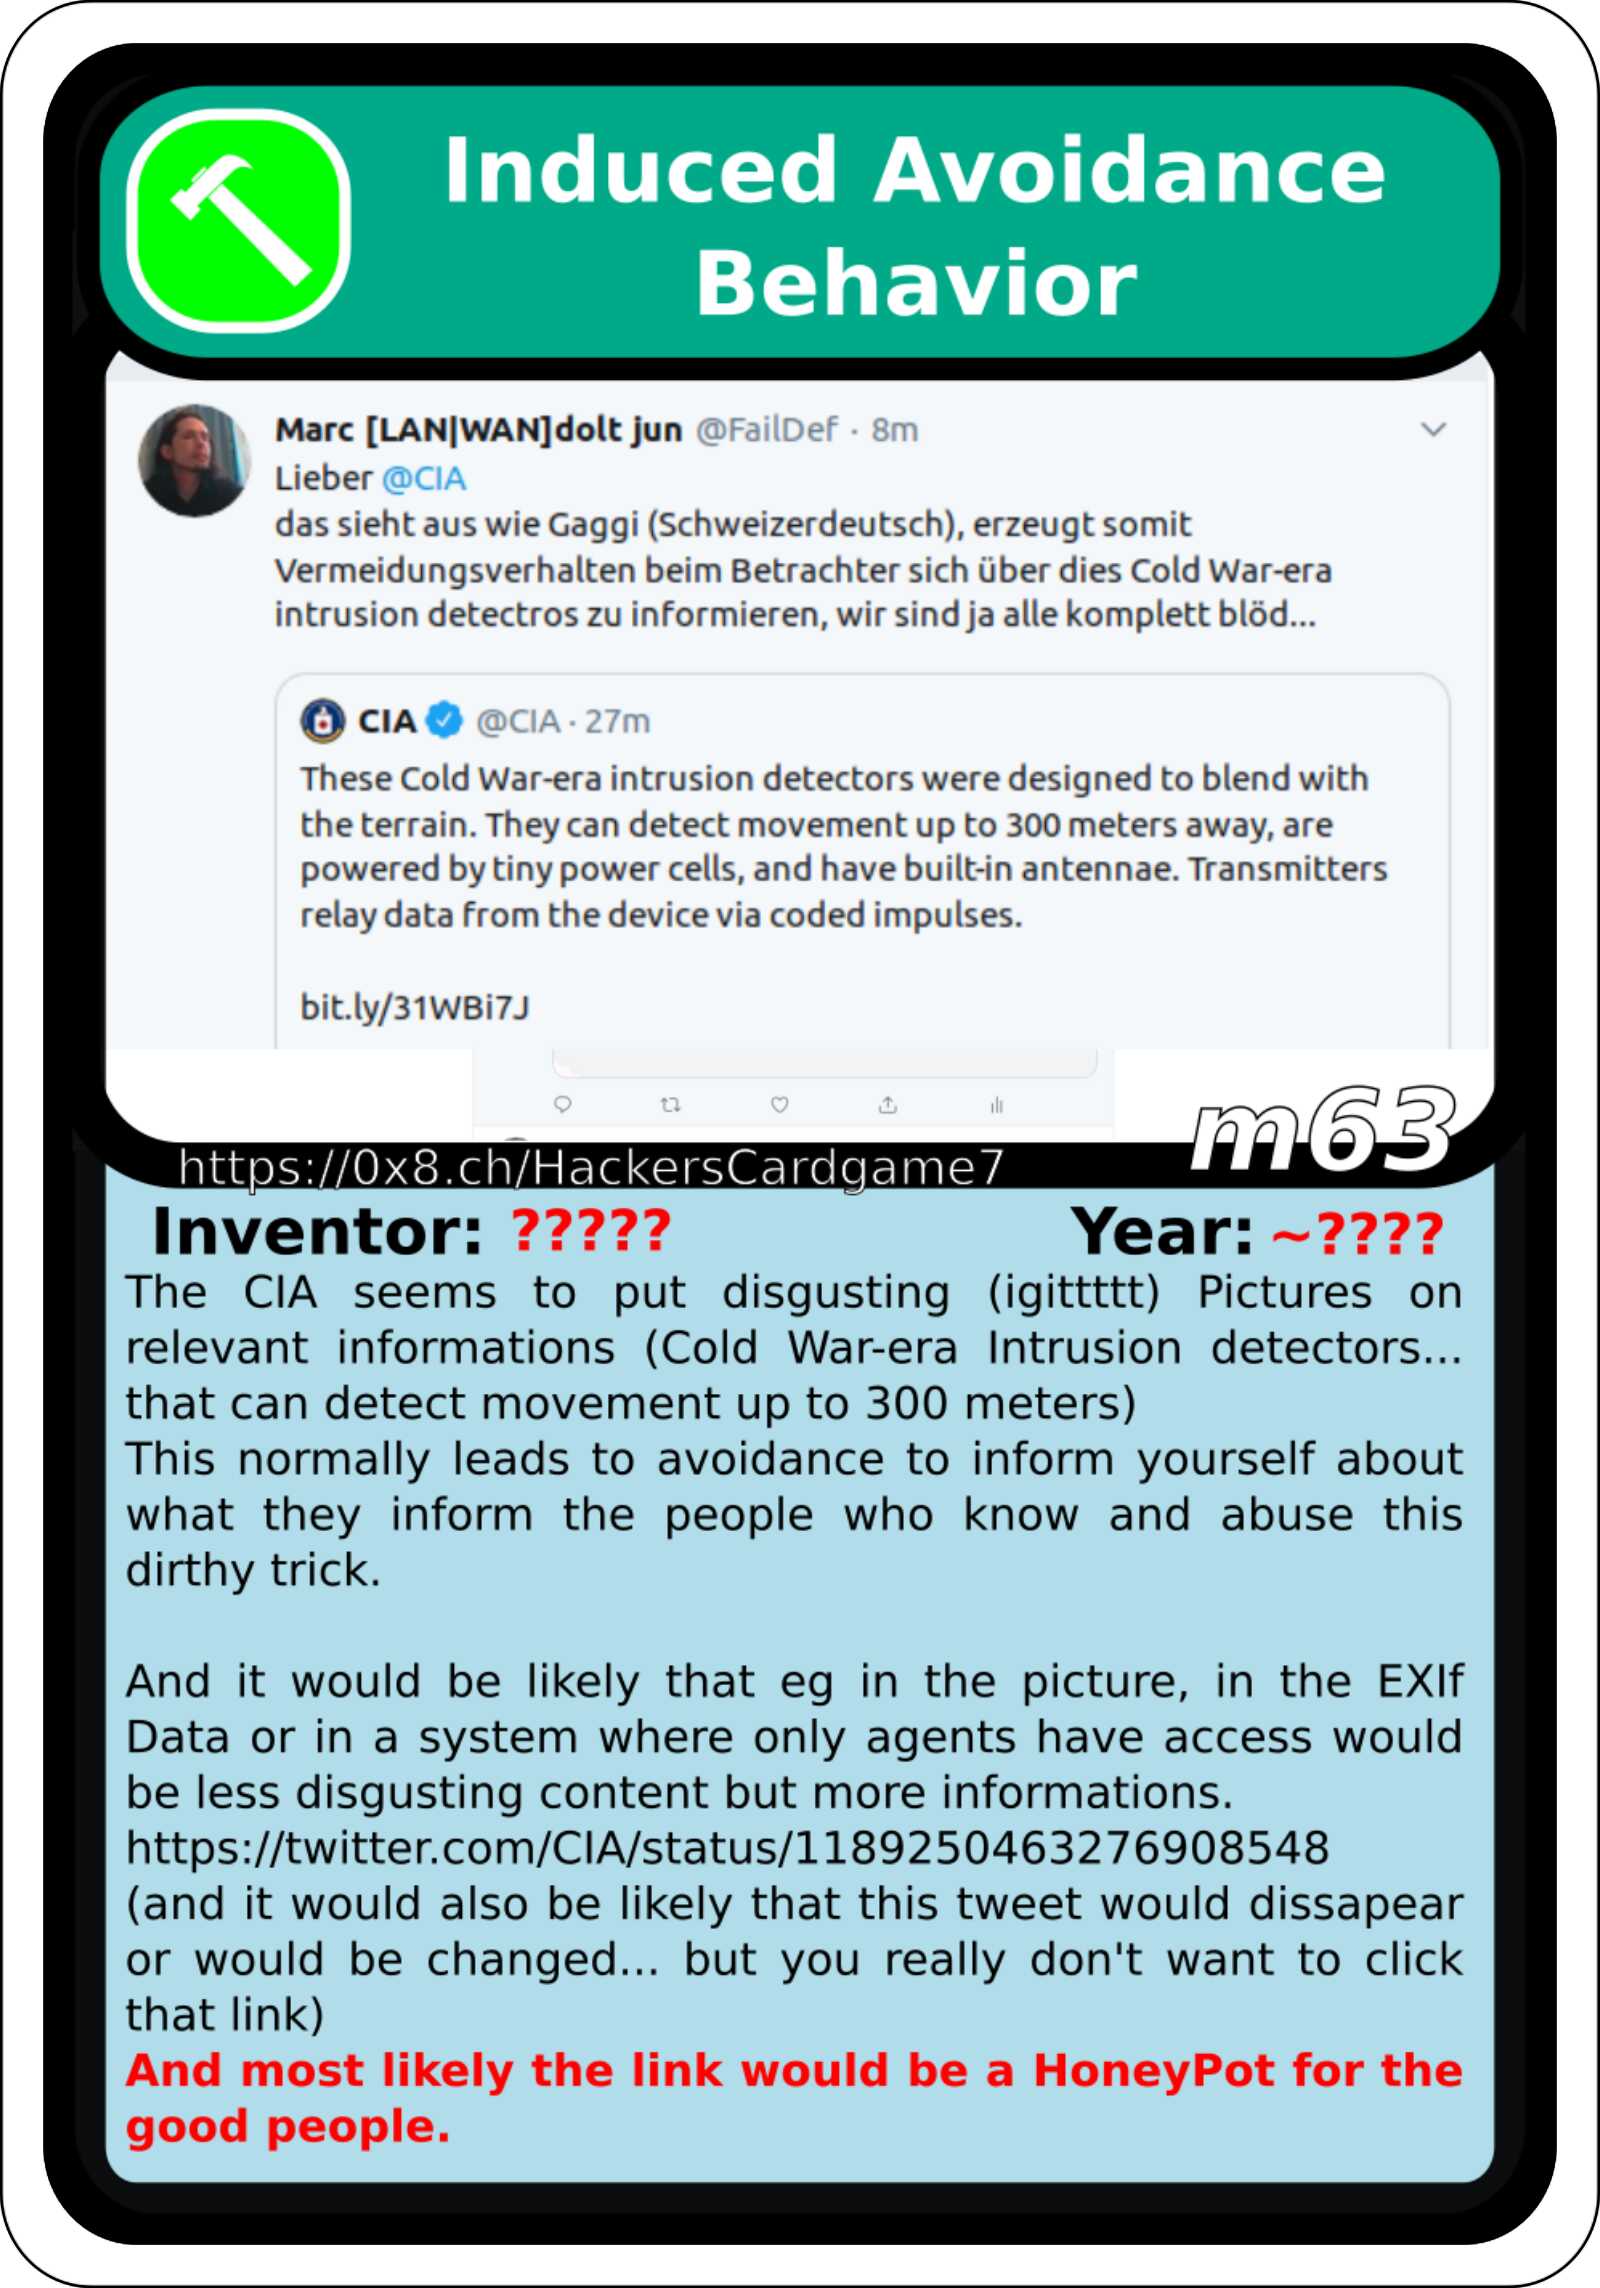 Induced Avoidance
Behavior
Marc [LAN|WAN]dolt jun @FailDef · 8m
Lieber @CIA
das sieht aus wie Gaggi (Schweizerdeutsch), erzeugt somit
Vermeidungsverhalten beim Betrachter sich über dies Cold War-era
intrusion detectros zu informieren, wir sind ja alle komplett blöd...
CIA @CIA · 27m
These Cold War-era intrusion detectors were designed to blend with
the terrain. They can detect movement up to 300 meters away, are
powered by tiny power cells, and have built-in antennae. Transmitters
relay data from the device via coded impulses.
bit.ly/31WBi7J
m63
https://0x8.ch/HackersCardgame7
Inventor: ????? Year: ~????
The CIA seems to put disgusting (igittttt) Pictures on
relevant informations (Cold War-era Intrusion detectors...
that can detect movement up to 300 meters)
This normally leads to avoidance to inform yourself about
what they inform the people who know and abuse this
dirthy trick.
And it would be likely that eg in the picture, in the EXIf
Data or in a system where only agents have access would
be less disgusting content but more informations.
https://twitter.com/CIA/status/1189250463276908548
(and it would also be likely that this tweet would dissapear
or would be changed... but you really don't want to click
that link)
And most likely the link would be a HoneyPot for the
good people.